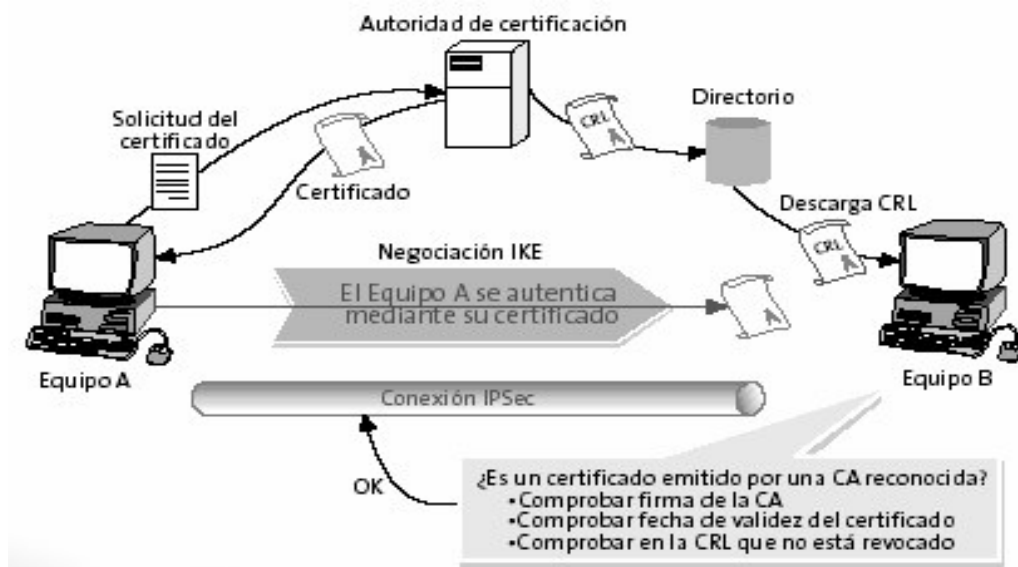 Autoridad de certificación
Solicitud del
certificado
Certificado
A
CRL
A
Directorio
Descarga CRL
CRL
A
Negociación IKE
El Equipo A se autentica
mediante su certificado
A
Equipo A
Equipo B
Conexión IPSec
OK
¿Es un certificado emitido por una CA reconocida?
•Comprobar firma de la CA
•Comprobar fecha de validez del certificado
•Comprobar en la CRL que no está revocado